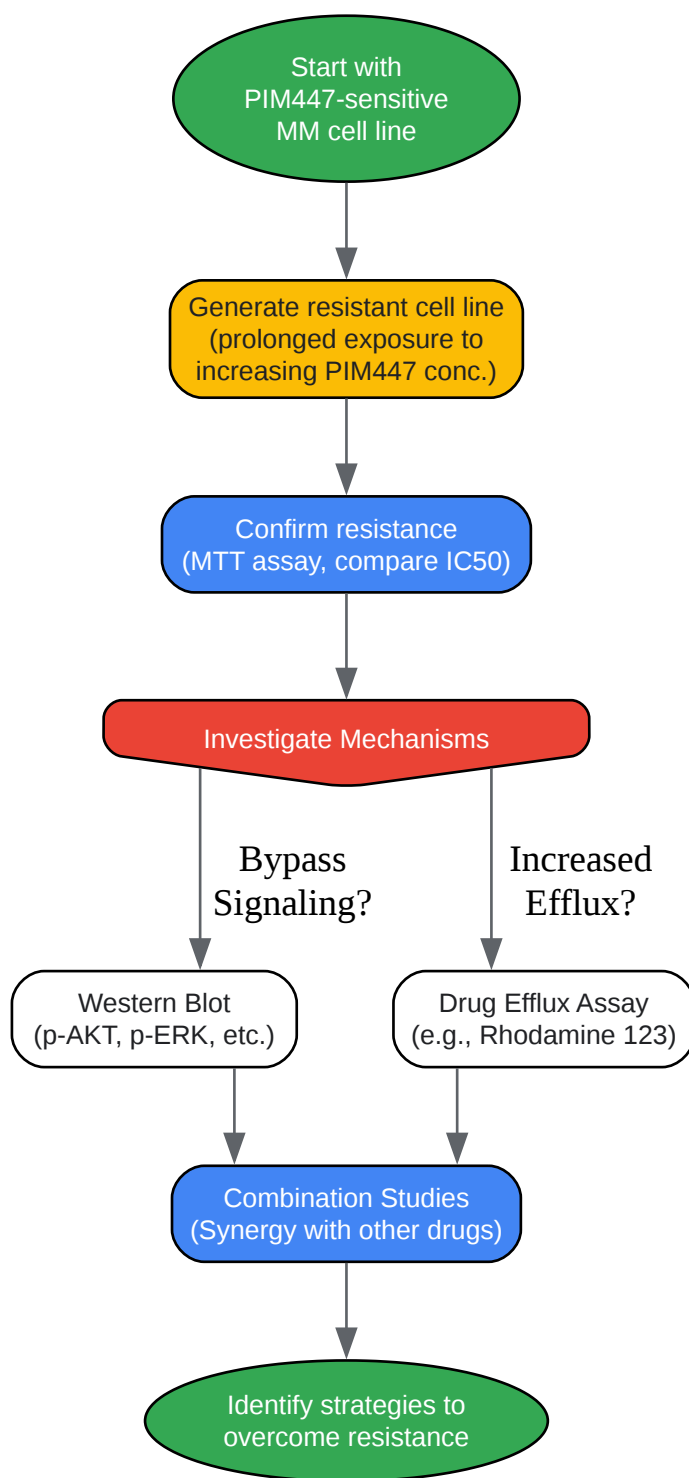 Start with
PIM447-sensitive
MM cell line
Generate resistant cell line
(prolonged exposure to
increasing PIM447 conc.)
Confirm resistance
(MTT assay, compare IC50)
Investigate Mechanisms
Bypass
Signaling?
Increased
Efflux?
Western Blot
(p-AKT, p-ERK, etc.)
Drug Efflux Assay
(e.g., Rhodamine 123)
Combination Studies
(Synergy with other drugs)
Identify strategies to
overcome resistance